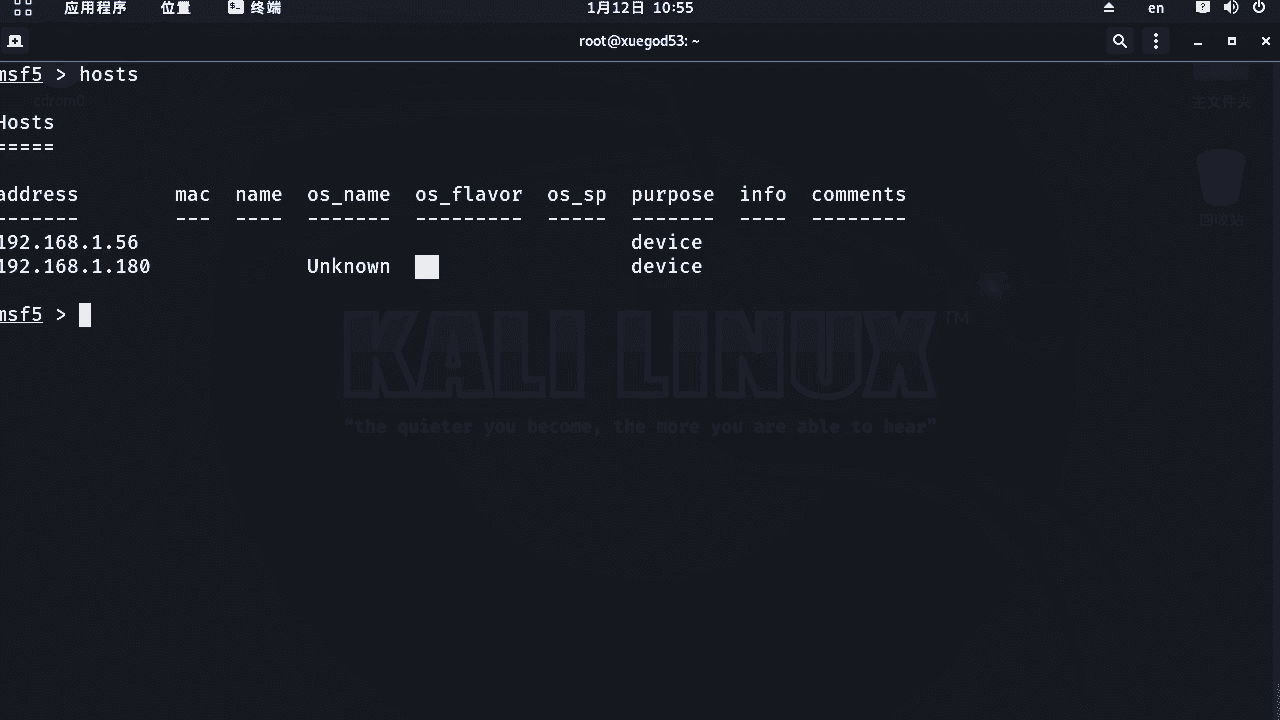 应用程序 位置 终端 1月12日 10:55 en
root@xuegod53: ~
msf5 > hosts
cdrom0
主文件夹
Hosts
=====
address mac name os_name os_flavor os_sp purpose info comments
------- --- ---- ------- --------- ----- ------- ---- --------
192.168.1.56 device
回收站
192.168.1.180 Unknown device
msf5 >
KALI LINUX™
"the quieter you become, the more you are able to hear"